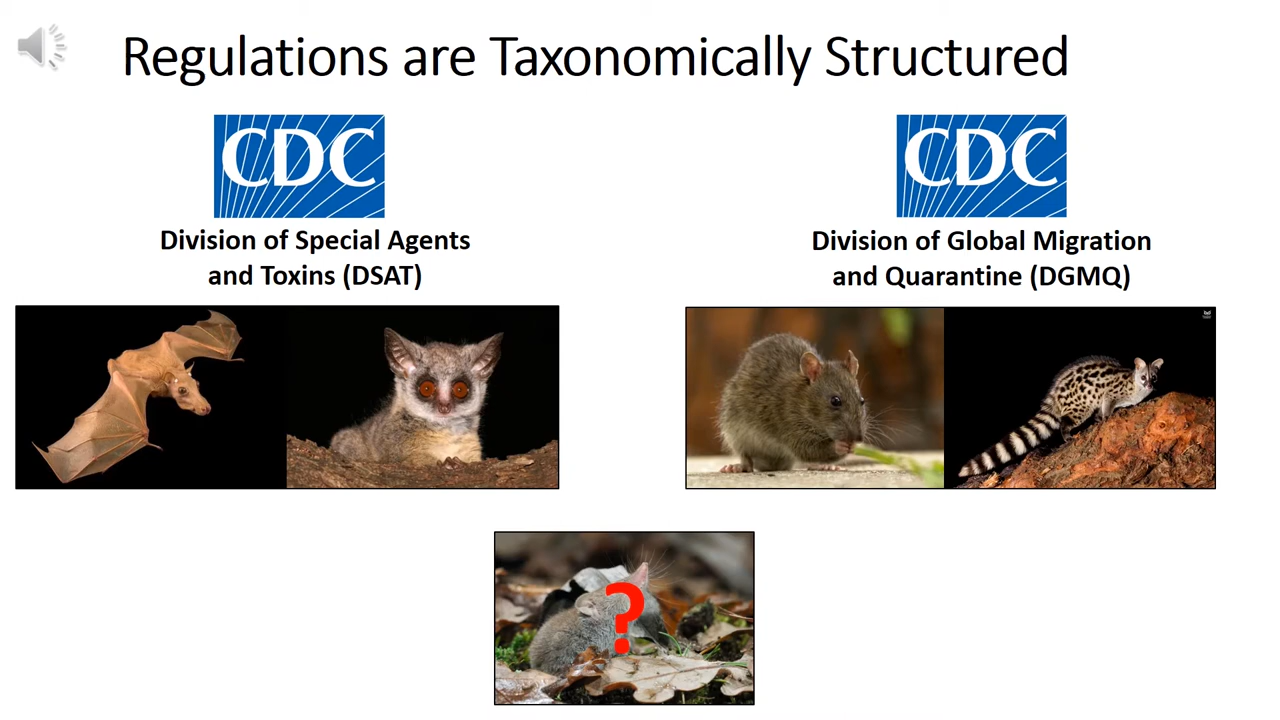 Regulations are Taxonomically Structured
CDC
CDC
Division of Special Agents
and Toxins (DSAT)
Division of Global Migration
and Quarantine (DGMQ)
?